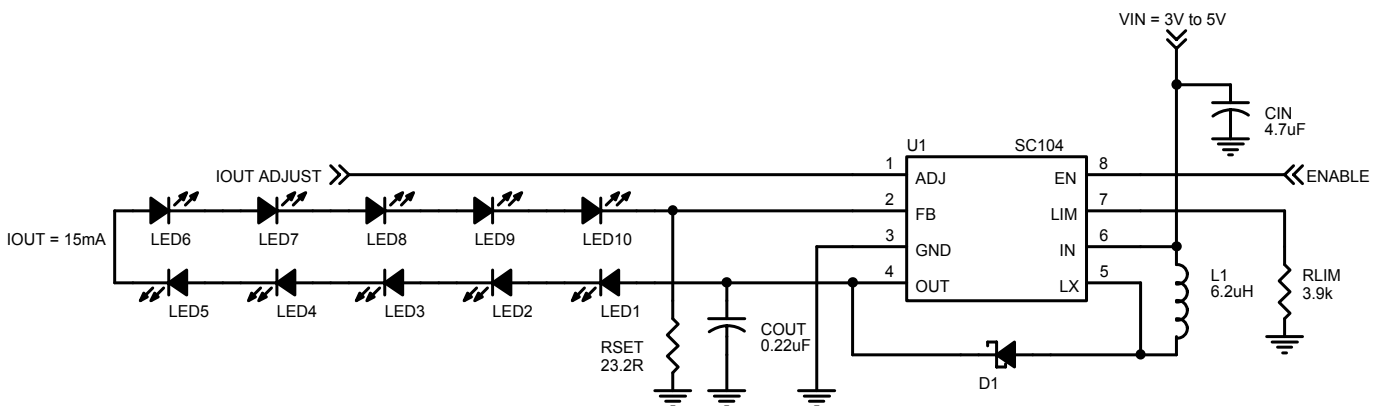 VIN = 3V to 5V
CIN
4.7uF
U1
SC104
IOUT ADJUST
1
ADJ
EN
8
ENABLE
2
FB
LIM
7
LED6
LED7
LED8
LED9
LED10
IOUT = 15mA
3
GND
IN
6
4
OUT
LX
5
LED5
LED4
LED3
LED2
LED1
L1
6.2uH
RLIM
3.9k
COUT
0.22uF
RSET
23.2R
D1